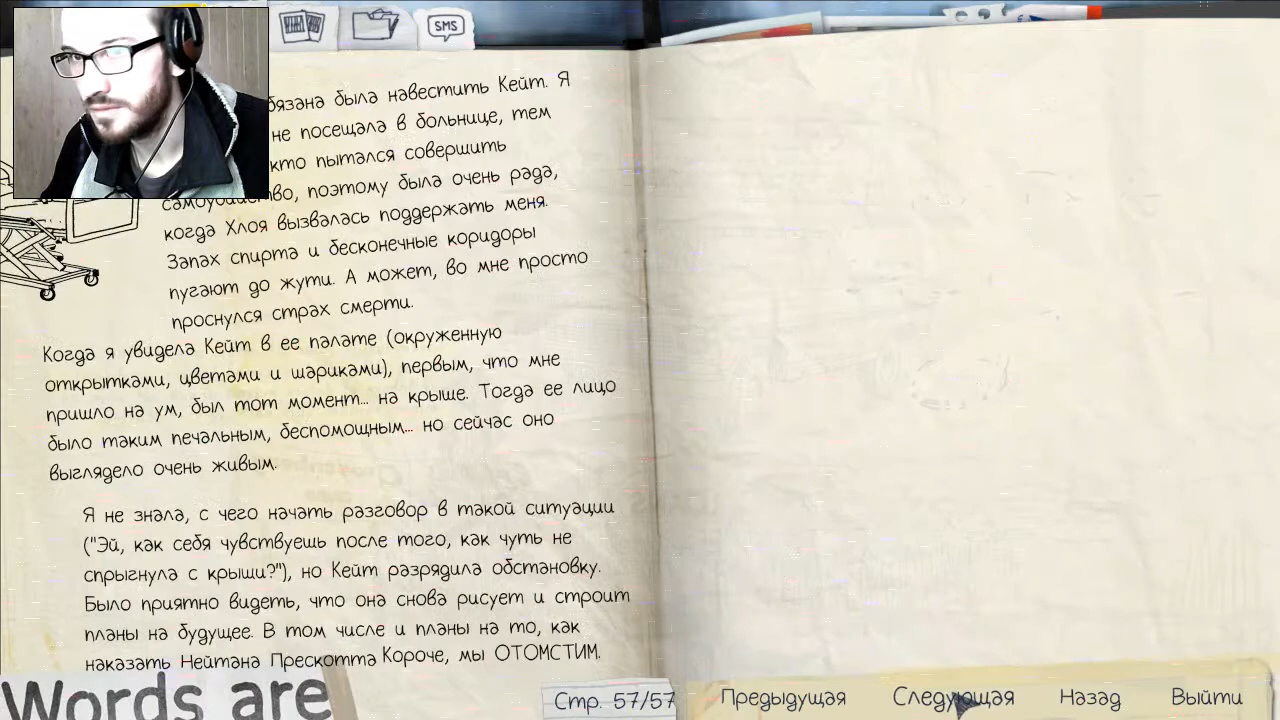 SMS
бязана была навестить Кейт. Я
не посещала в больнице, тем
кто пытался совершить
самоубийство, поэтому была очень рада,
когда Хлоя вызвалась поддержать меня.
Запах спирта и бесконечные коридоры
пугают до жути. А может, во мне просто
проснулся страх смерти.
Когда я увидела Кейт в ее палате (окруженную
открытками, цветами и шариками), первым, что мне
пришло на ум, был тот момент... на крыше. Тогда ее лицо
было таким печальным, беспомощным... но сейчас оно
выглядело очень живым.
Я не знала, с чего начать разговор в такой ситуации
("Эй, как себя чувствуешь после того, как чуть не
спрыгнула с крыши?"), но Кейт разрядила обстановку.
Было приятно видеть, что она снова рисует и строит
планы на будущее. В том числе и планы на то, как
наказать Нейтана Прескотта Короче, мы ОТОМСТИМ.
Words are
Стр. 57/57
Предыдущая
Следующая
Назад
Выйти